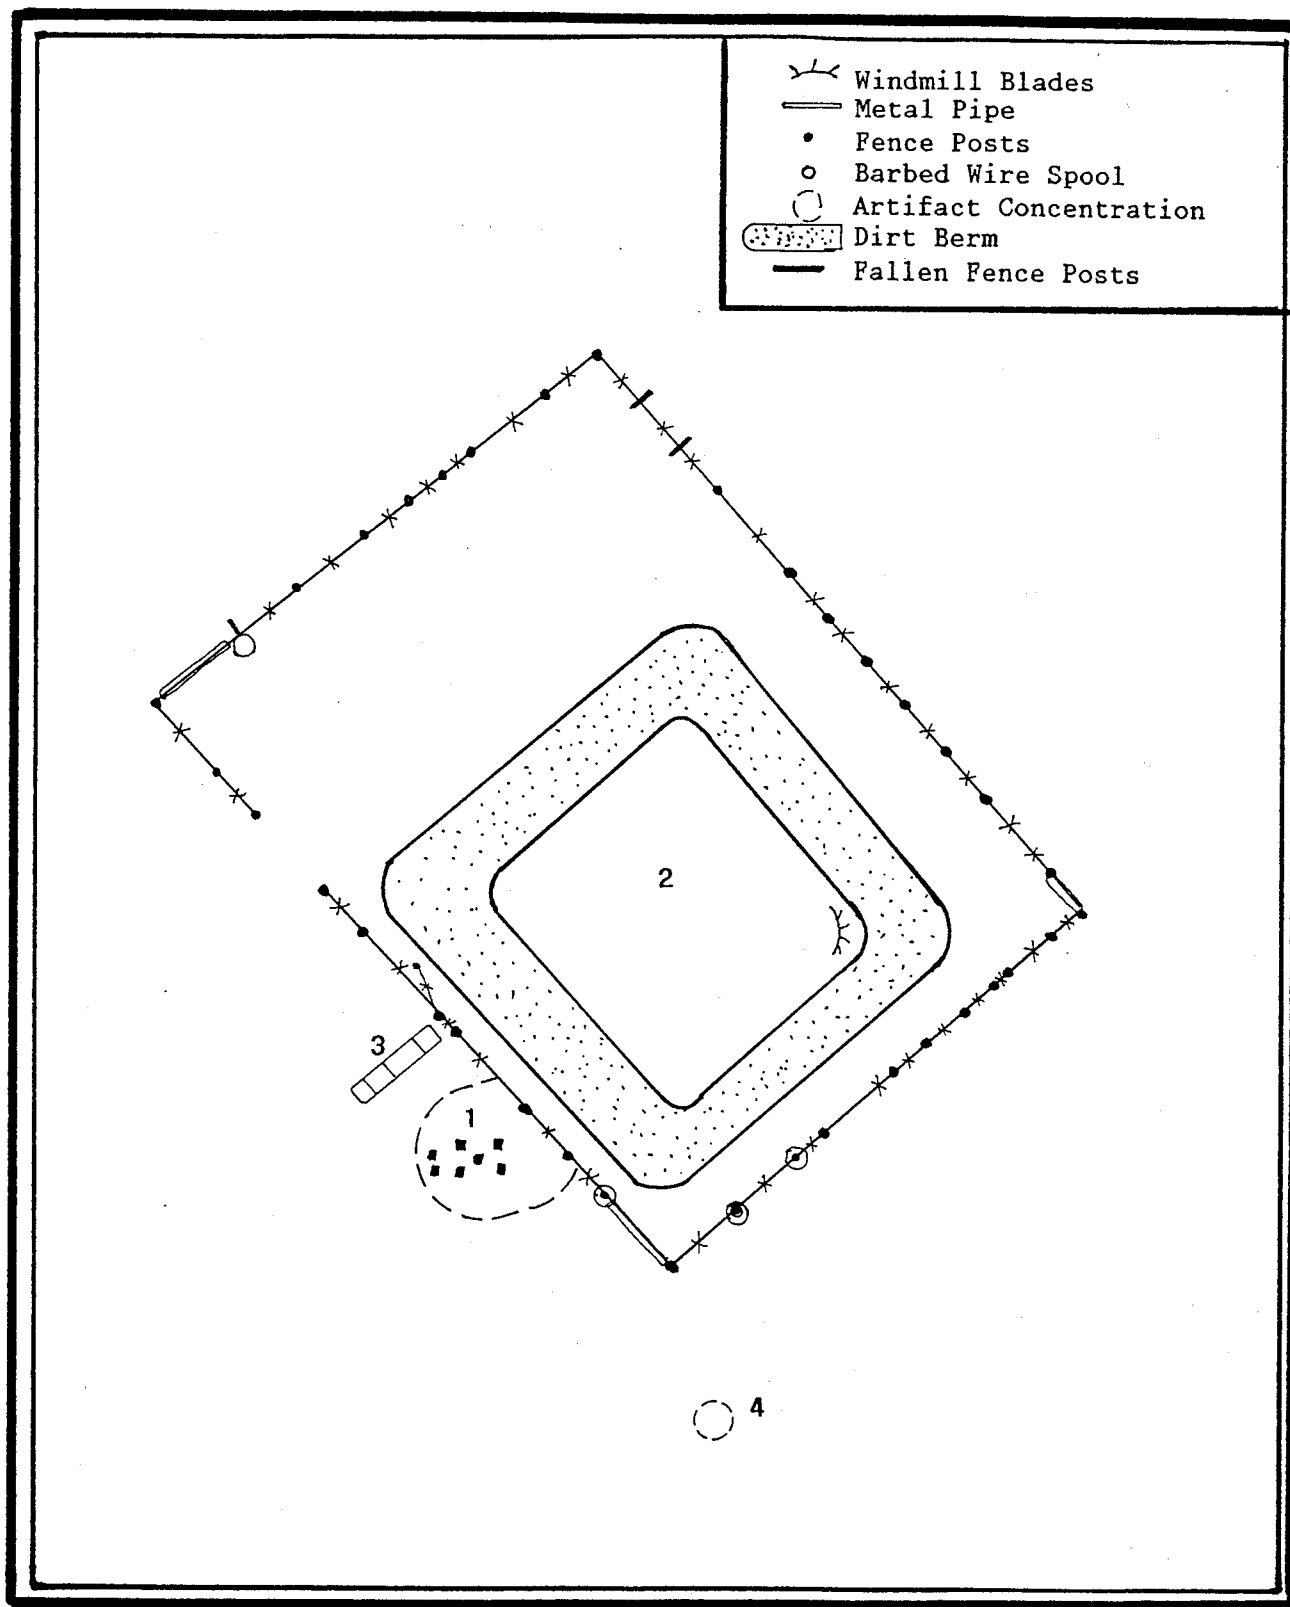 Windmill Blades
Metal Pipe
Fence Posts
Barbed Wire Spool
Artifact Concentration
Dirt Berm
Fallen Fence Posts
2
3
1
4